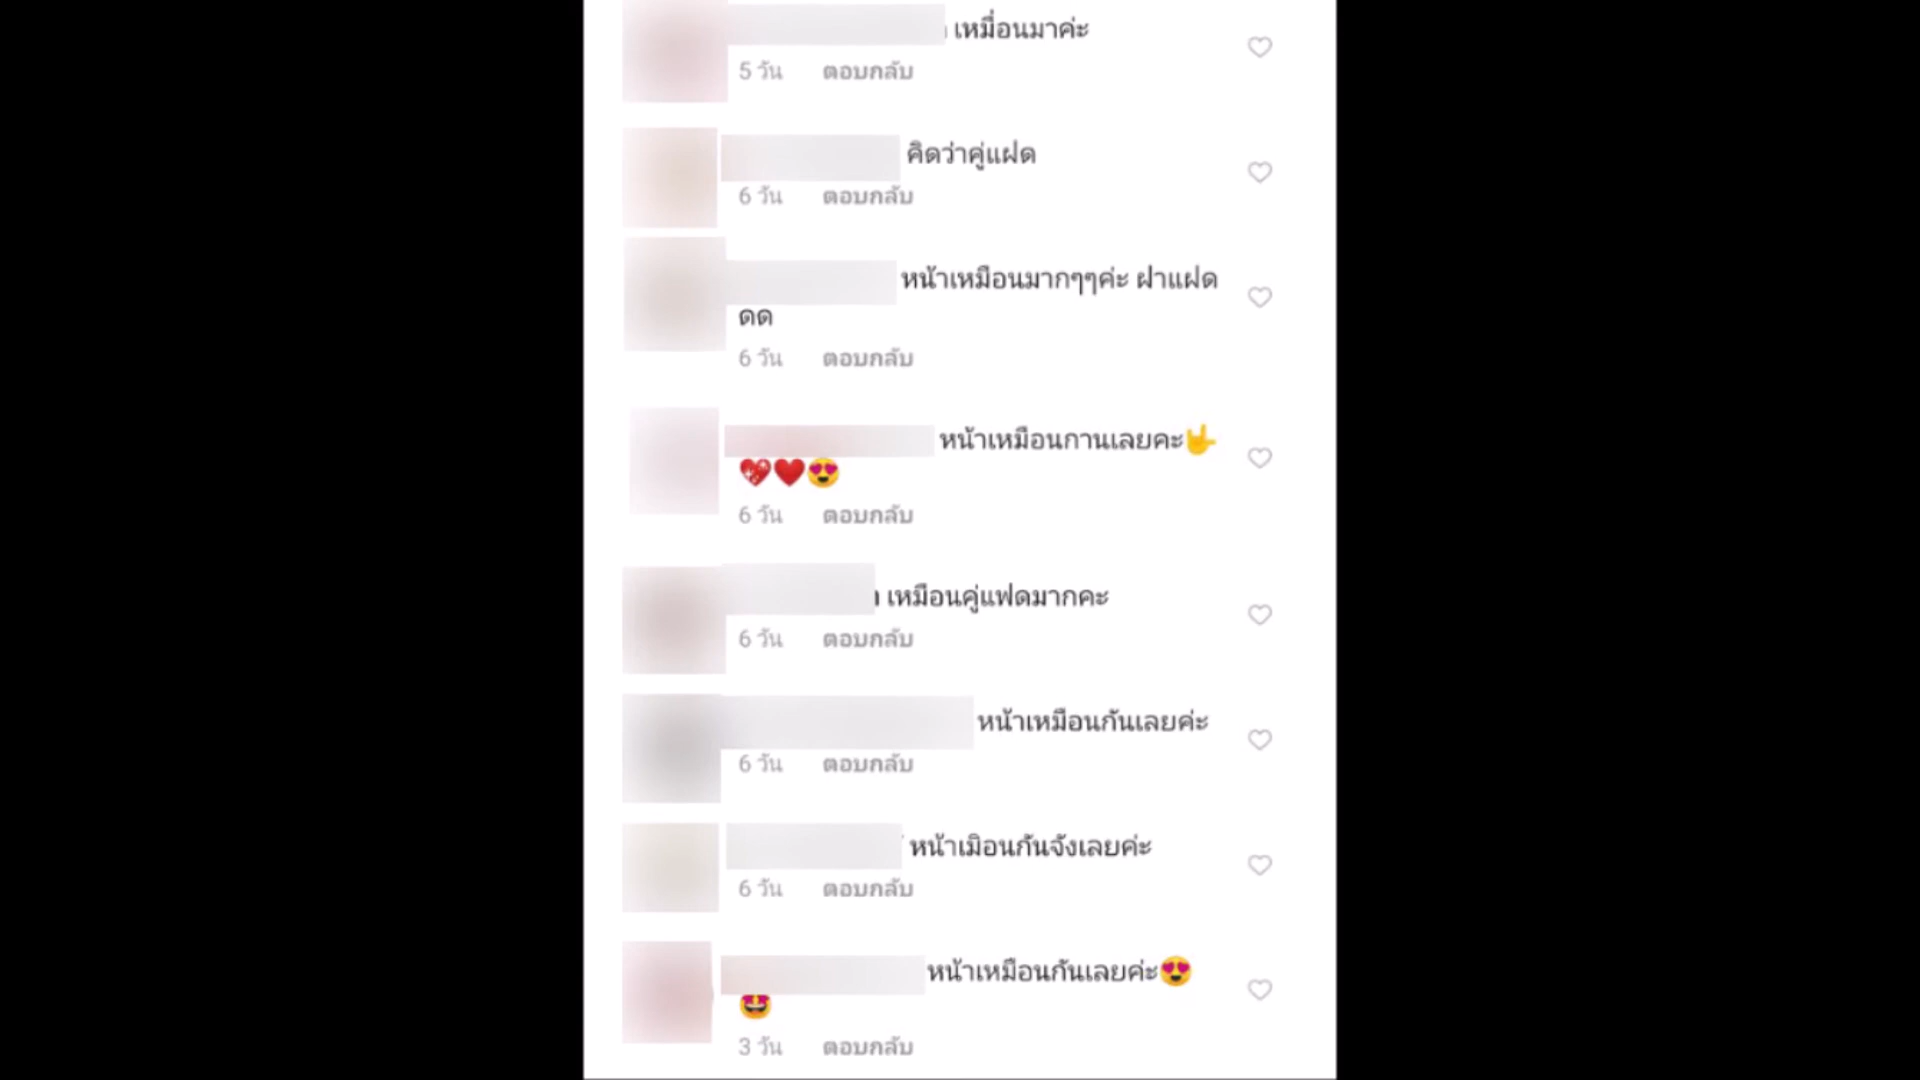 เหมื่อนมาค่ะ
5 วัน ตอบกลับ
คิดว่าคู่แฝด
6 วัน ตอบกลับ
หน้าเหมือนมากๆๆค่ะ ฝาแฝด
ดด
6 วัน ตอบกลับ
หน้าเหมือนกานเลยคะ🤟
💖❤️😍
6 วัน ตอบกลับ
เหมือนคู่แฟดมากคะ
6 วัน ตอบกลับ
หน้าเหมือนกันเลยค่ะ
6 วัน ตอบกลับ
หน้าเมิอนกันจังเลยค่ะ
6 วัน ตอบกลับ
หน้าเหมือนกันเลยค่ะ😍
🤩
3 วัน ตอบกลับ